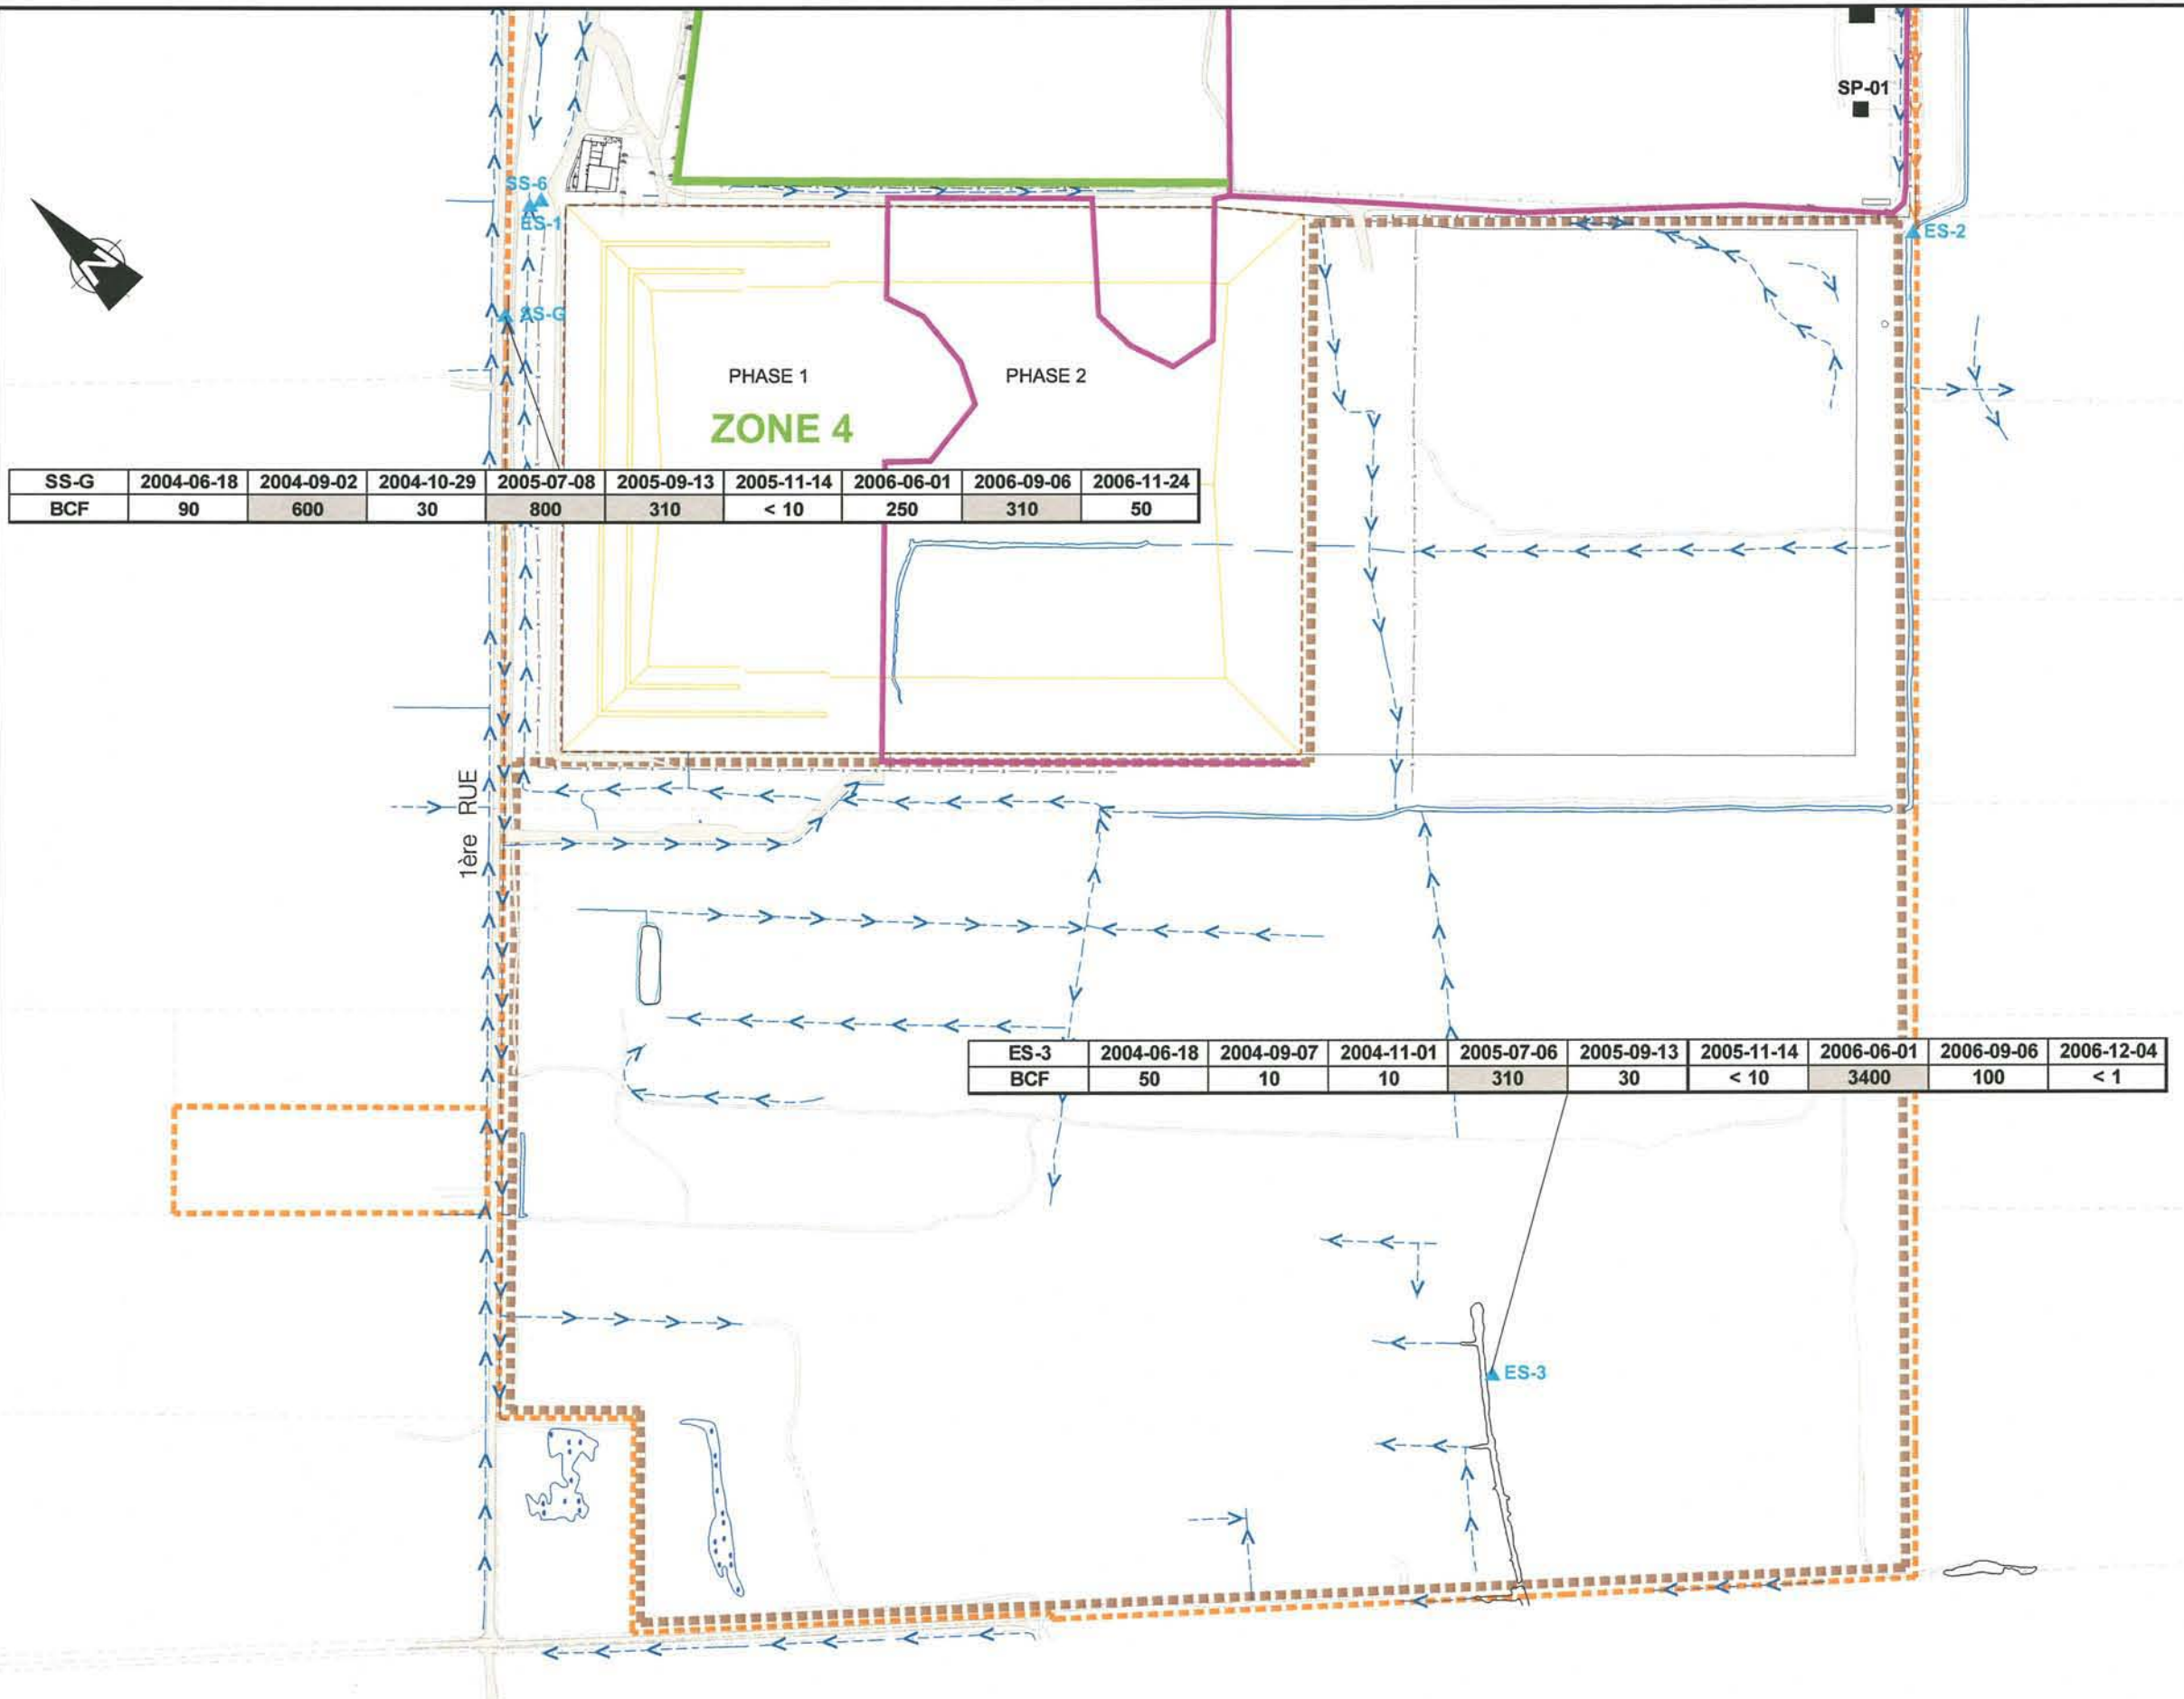 SP-01
SS-6
ES-1
ES-2
N
SS-G
PHASE 1
PHASE 2
ZONE 4
SS-G 2004-06-18 2004-09-02 2004-10-29 2005-07-08 2005-09-13 2005-11-14 2006-06-01 2006-09-06 2006-11-24
BCF 90 600 30 800 310 < 10 250 310 50
1ère RUE
ES-3 2004-06-18 2004-09-07 2004-11-01 2005-07-06 2005-09-13 2005-11-14 2006-06-01 2006-09-06 2006-12-04
BCF 50 10 10 310 30 < 10 3400 100 < 1
ES-3